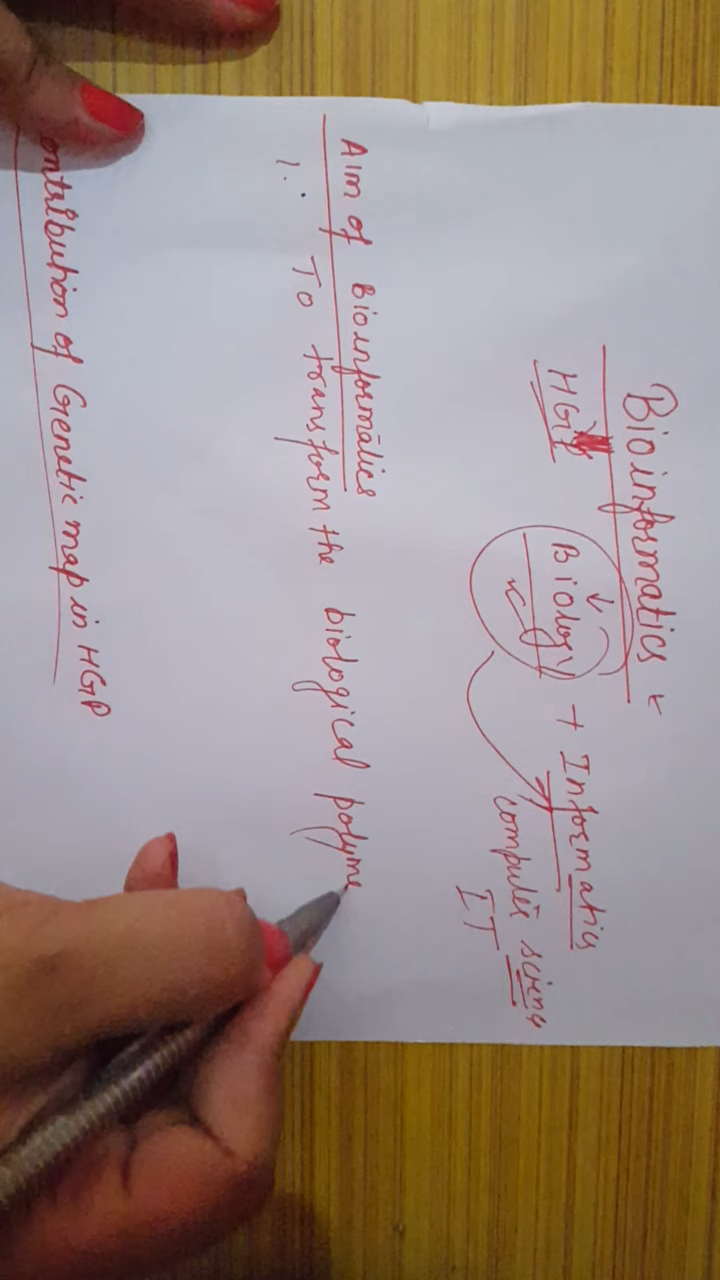 Bioinformatics
HGP Biology + Informatics
computer science
IT
Aim of Bioinformatics
1. To transform the biological polyme
ontribution of Genetic map in HGP